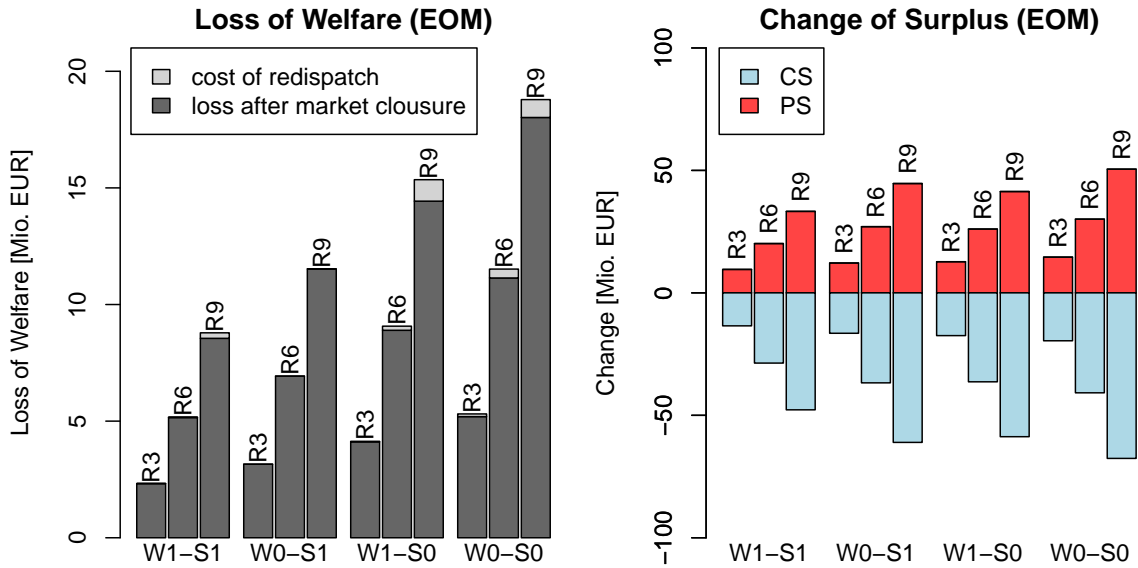 Loss of Welfare (EOM)
Loss of Welfare [Mio. EUR]
20
15
10
5
0
cost of redispatch
loss after market clousure
R3
R6
R9
R3
R6
R9
R3
R6
R9
R3
R6
R9
W1−S1
W0−S1
W1−S0
W0−S0
Change of Surplus (EOM)
Change [Mio. EUR]
100
50
0
−50
−100
CS
PS
R3
R6
R9
R3
R6
R9
R3
R6
R9
R3
R6
R9
W1−S1
W0−S1
W1−S0
W0−S0